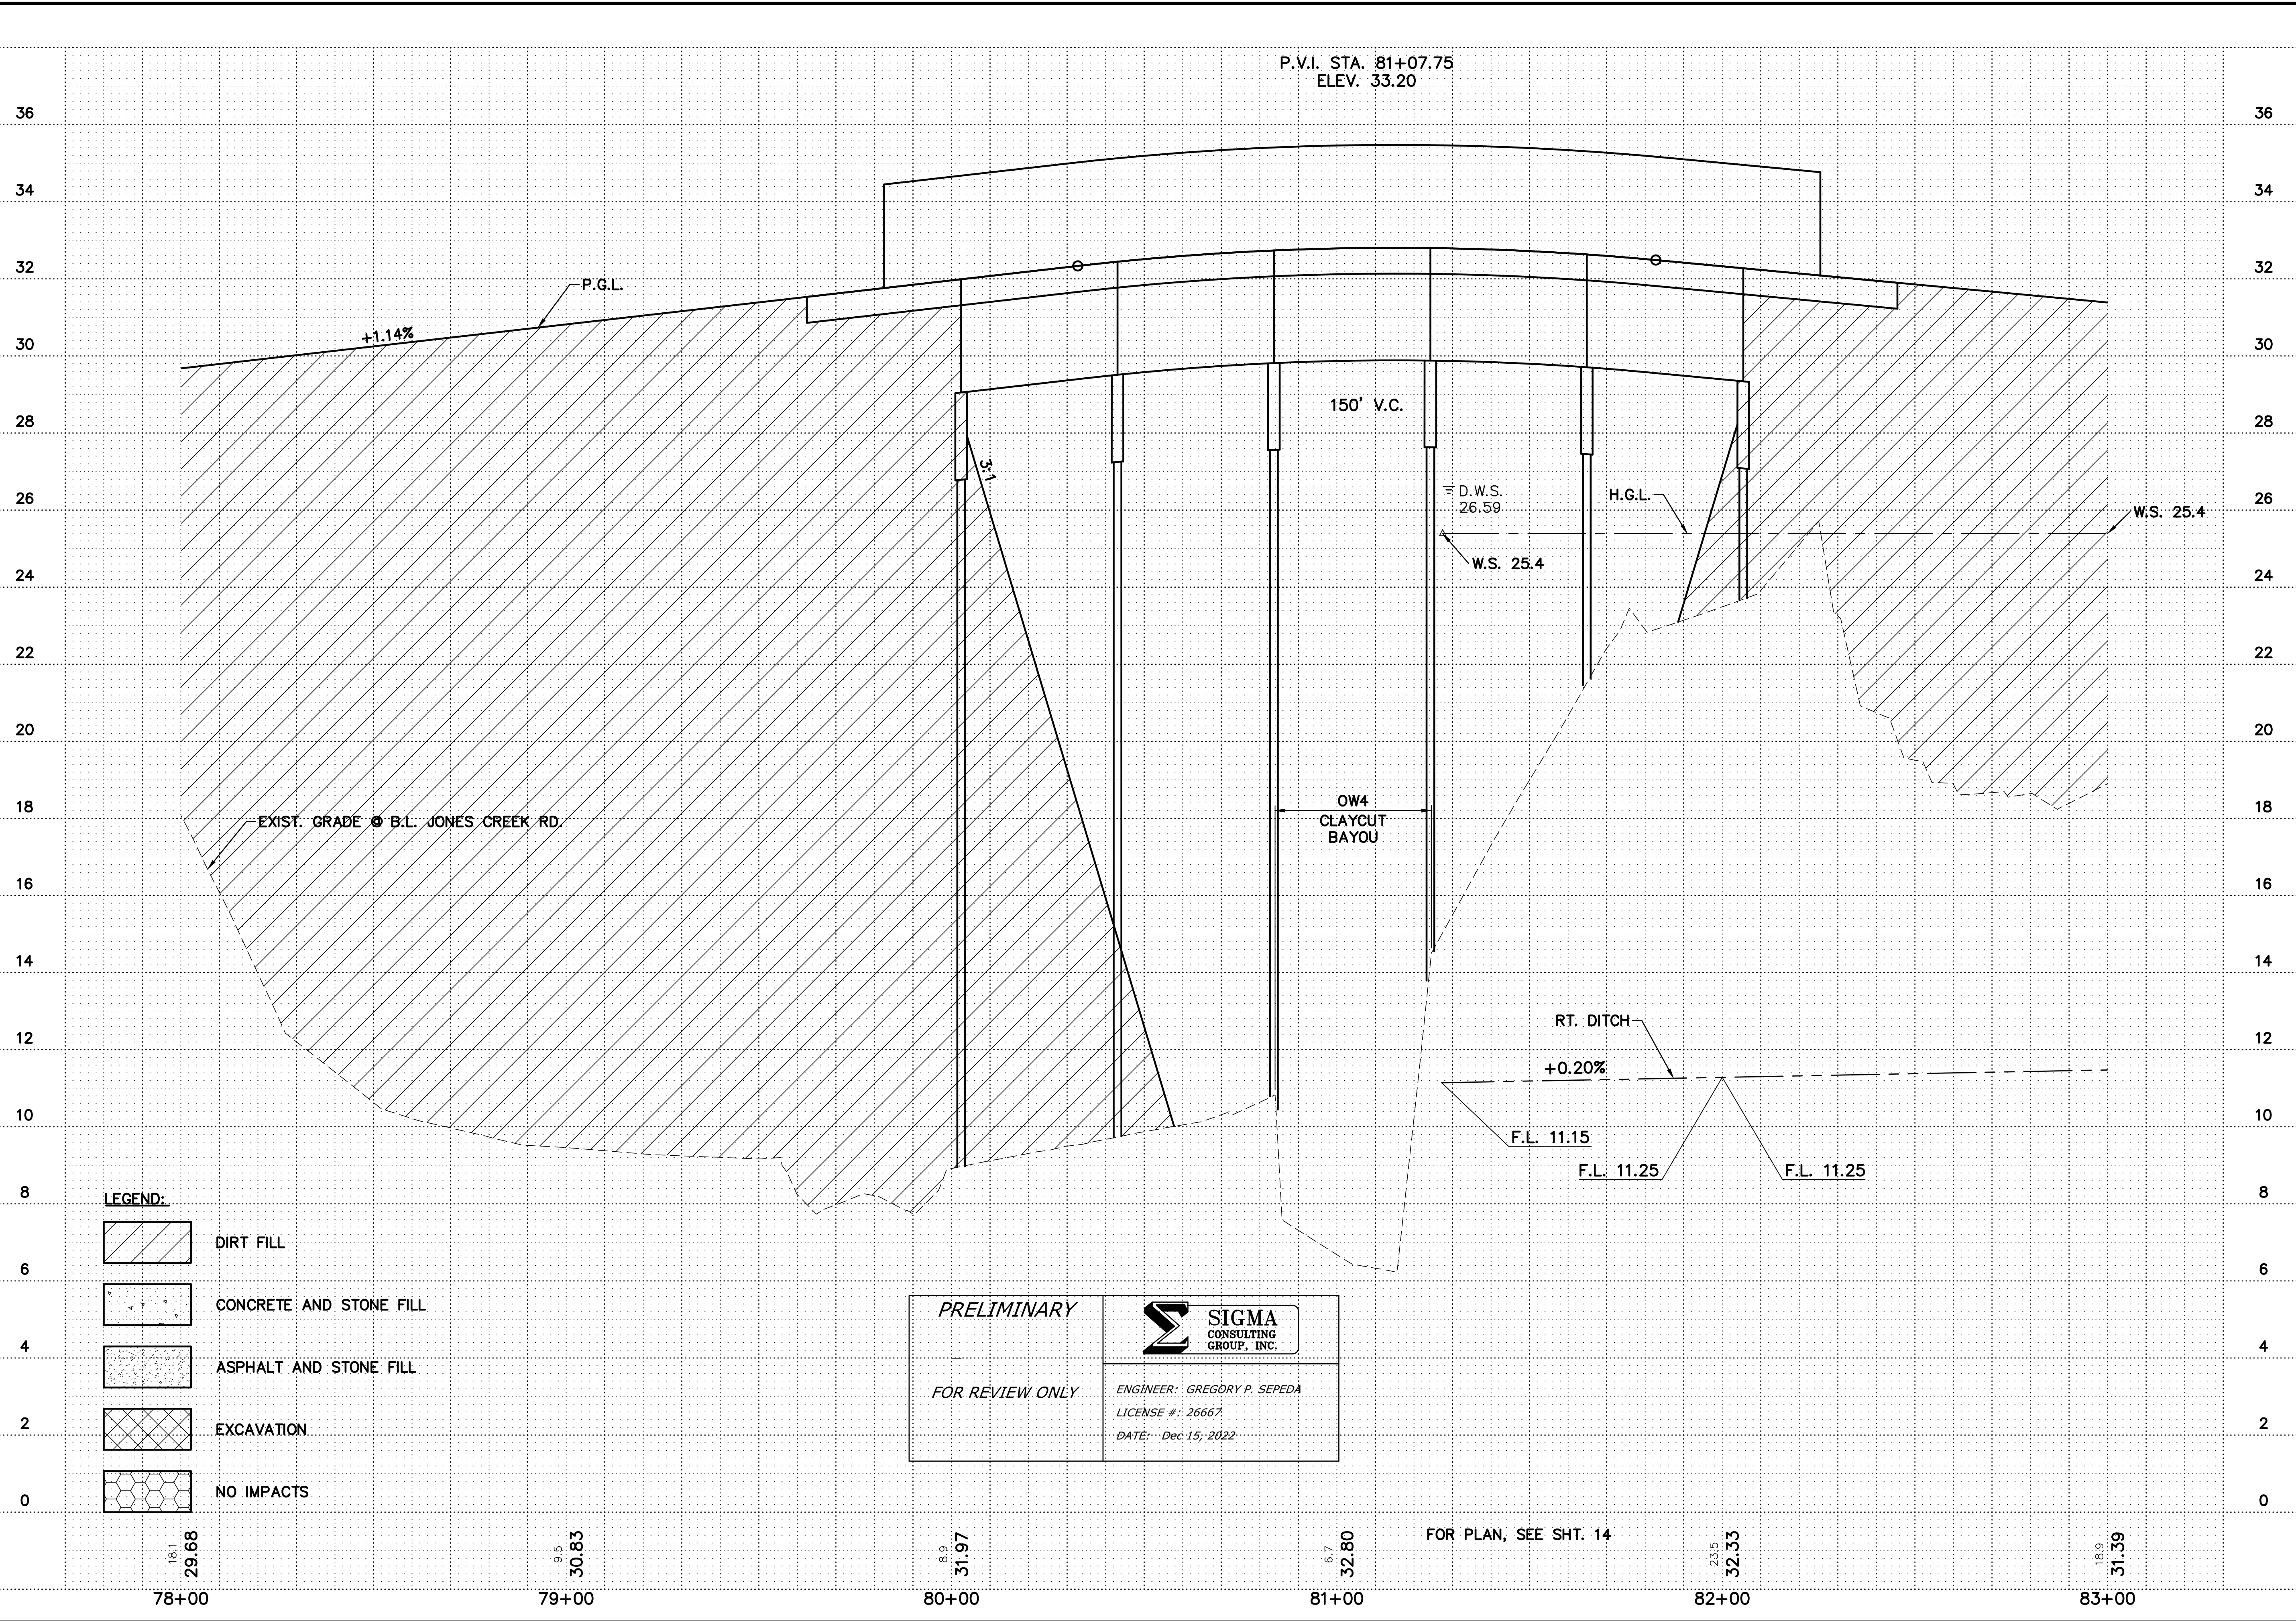 P.V.I. STA. 81+07.75
ELEV. 33.20
36
36
34
34
32
32
P.G.L.
+1.14%
30
30
150' V.C.
28
28
3:1
D.W.S.
26.59
H.G.L.
26
26
W.S. 25.4
W.S. 25.4
24
24
22
22
20
20
18
18
EXIST. GRADE @ B.L. JONES CREEK RD.
OW4
CLAYCUT
BAYOU
16
16
14
14
RT. DITCH
12
12
+0.20%
10
10
F.L. 11.15
F.L. 11.25
F.L. 11.25
8
8
LEGEND:
DIRT FILL
6
6
CONCRETE AND STONE FILL
4
4
ASPHALT AND STONE FILL
2
2
EXCAVATION
0
0
NO IMPACTS
PRELIMINARY
FOR REVIEW ONLY
SIGMA
CONSULTING
GROUP, INC.
ENGINEER: GREGORY P. SEPEDA
LICENSE #: 26667
DATE: Dec 15, 2022
FOR PLAN, SEE SHT. 14
18.1
29.68
9.5
30.83
8.9
31.97
6.7
32.80
23.5
32.33
18.9
31.39
78+00
79+00
80+00
81+00
82+00
83+00